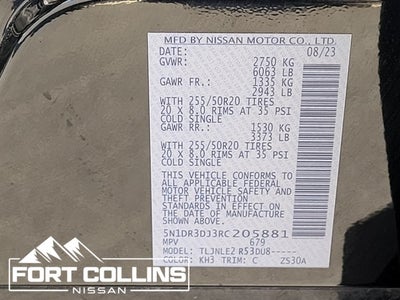 MFD BY NISSAN MOTOR CO., LTD.
DATE: 08/23
GVWR: 2750 KG
6063 LB
GAWR FR.: 1335 KG
2943 LB
WITH 255/50R20 TIRES
20 X 8.0 RIMS AT 35 PSI
COLD SINGLE
GAWR RR.: 1530 KG
3373 LB
WITH 255/50R20 TIRES
20 X 8.0 RIMS AT 35 PSI
COLD SINGLE
THIS VEHICLE CONFORMS TO
ALL APPLICABLE FEDERAL
MOTOR VEHICLE SAFETY AND
THEFT PREVENTION
STANDARDS IN EFFECT ON
THE DATE OF MANUFACTURE
SHOWN ABOVE.
5N1DR3DJ3RC205881
MPV 679
MODEL: TLJNLE2 R53DU8-----
COLOR: KH3 TRIM: C ZS30A
FORT COLLINS
NISSAN